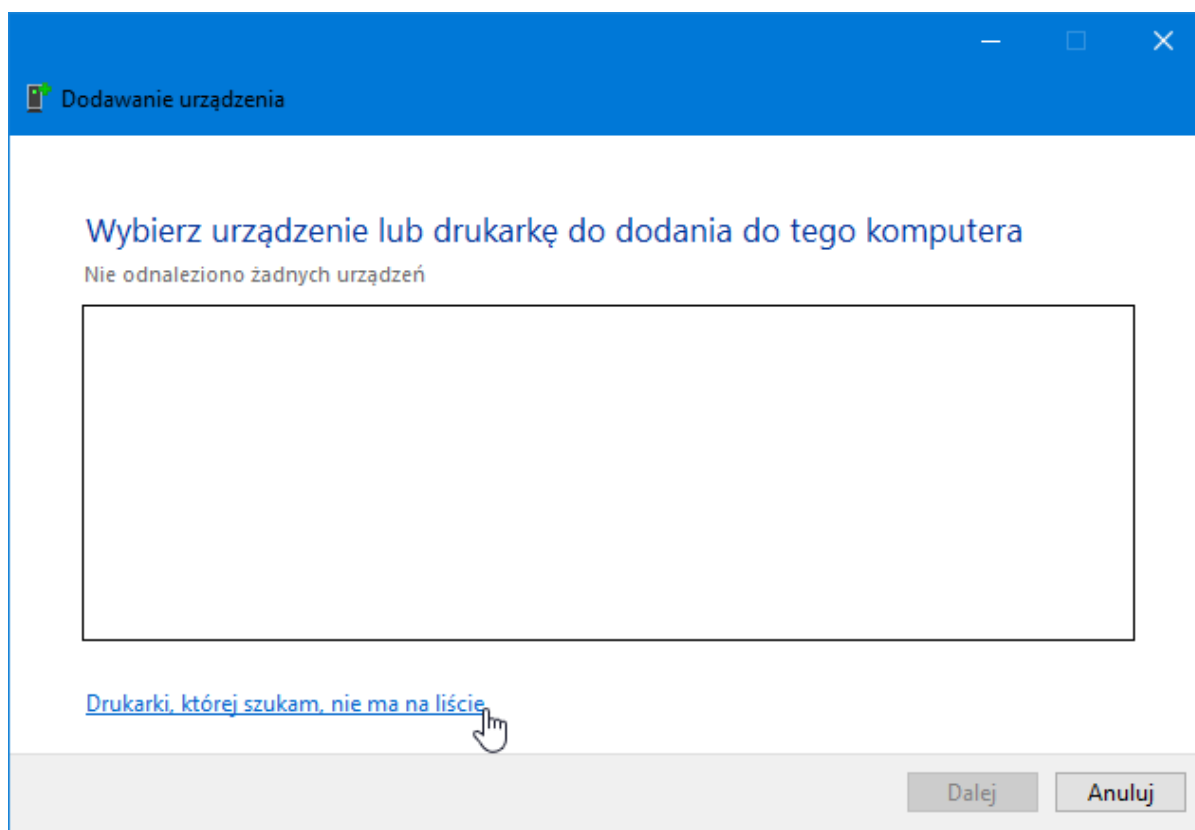 Dodawanie urządzenia
Wybierz urządzenie lub drukarkę do dodania do tego komputera
Nie odnaleziono żadnych urządzeń
Drukarki, której szukam, nie ma na liście
Dalej
Anuluj